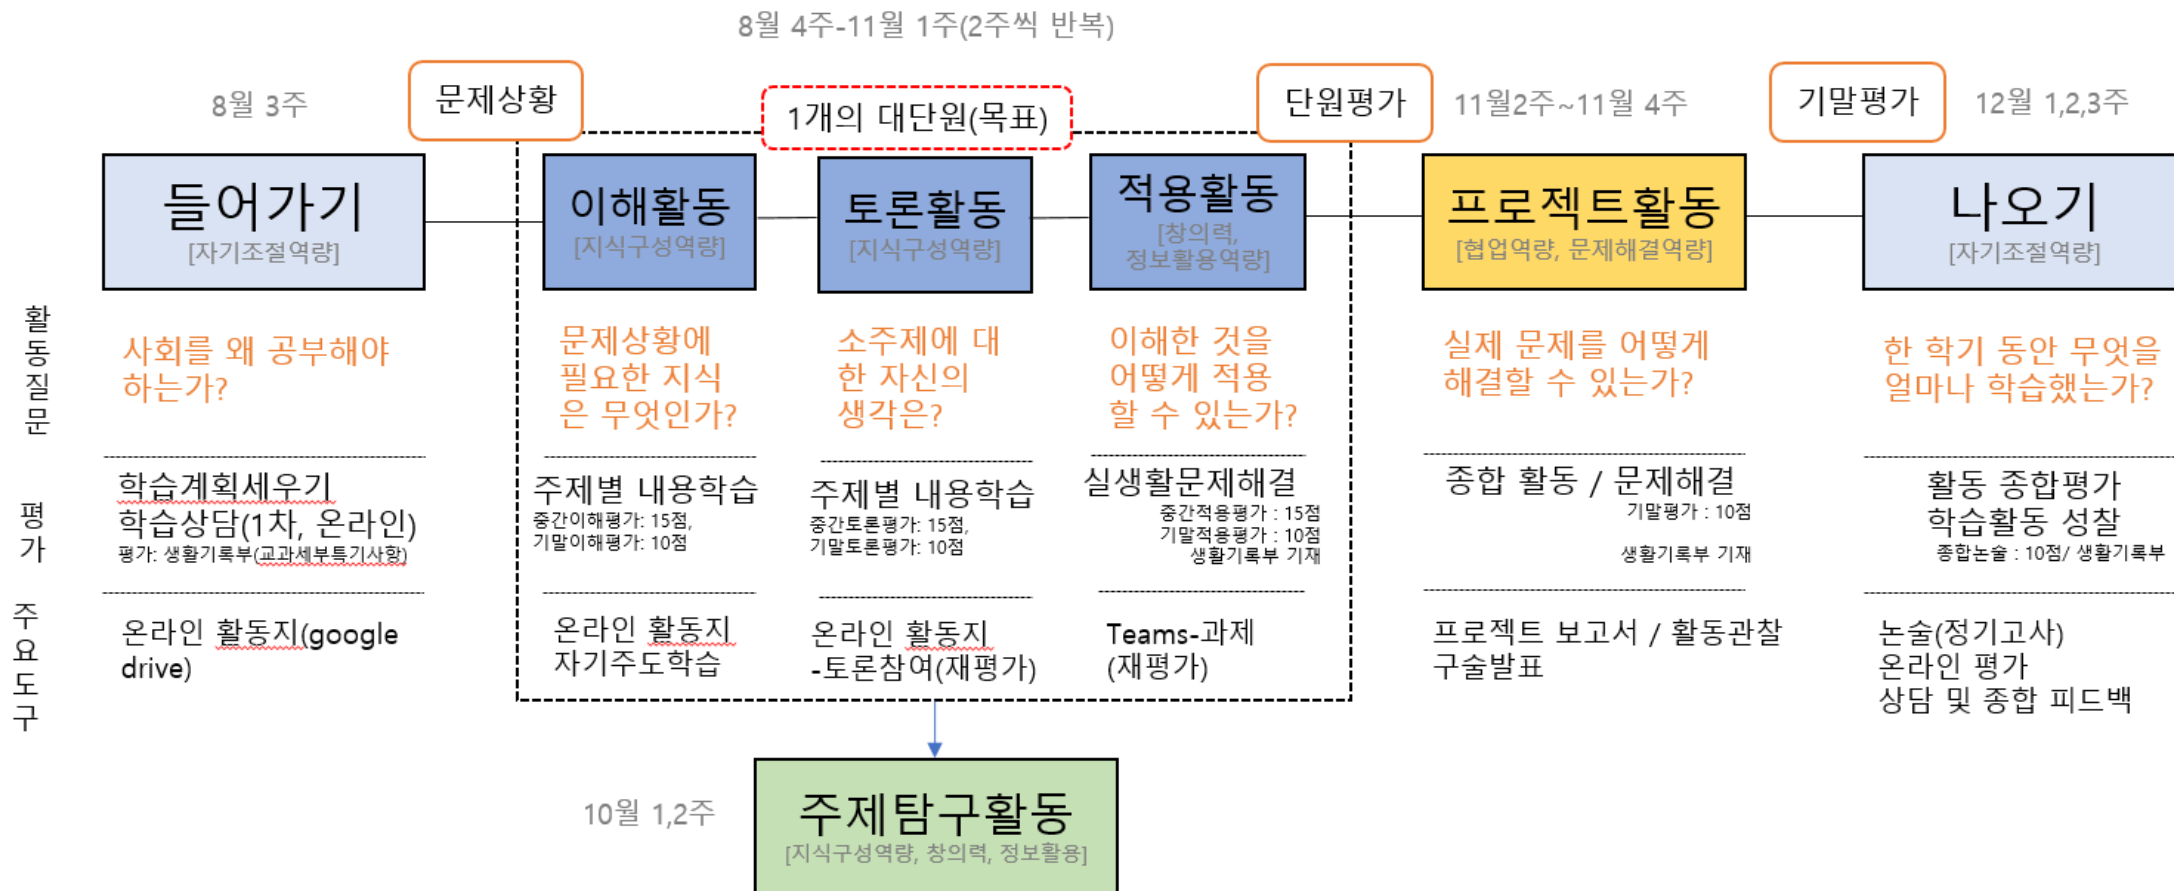 8월 4주-11월 1주(2주씩 반복)
8월 3주
문제상황
1개의 대단원(목표)
단원평가
11월2주~11월 4주
기말평가
12월 1,2,3주
들어가기
[자기조절역량]
이해활동
[지식구성역량]
토론활동
[지식구성역량]
적용활동
[창의력,
정보활용역량]
프로젝트활동
[협업역량, 문제해결역량]
나오기
[자기조절역량]
활동질문
사회를 왜 공부해야
하는가?
문제상황에
필요한 지식
은 무엇인가?
소주제에 대
한 자신의
생각은?
이해한 것을
어떻게 적용
할 수 있는가?
실제 문제를 어떻게
해결할 수 있는가?
한 학기 동안 무엇을
얼마나 학습했는가?
평가
학습계획세우기
학습상담(1차, 온라인)
평가: 생활기록부(교과세부특기사항)
주제별 내용학습
중간이해평가: 15점,
기말이해평가: 10점
주제별 내용학습
중간토론평가: 15점,
기말토론평가: 10점
실생활문제해결
중간적용평가 : 15점
기말적용평가 : 10점
생활기록부 기재
종합 활동 / 문제해결
기말평가 : 10점
생활기록부 기재
활동 종합평가
학습활동 성찰
종합논술 : 10점/ 생활기록부
주요도구
온라인 활동지(google
drive)
온라인 활동지
자기주도학습
온라인 활동지
-토론참여(재평가)
Teams-과제
(재평가)
프로젝트 보고서 / 활동관찰
구술발표
논술(정기고사)
온라인 평가
상담 및 종합 피드백
10월 1,2주
주제탐구활동
[지식구성역량, 창의력, 정보활용]